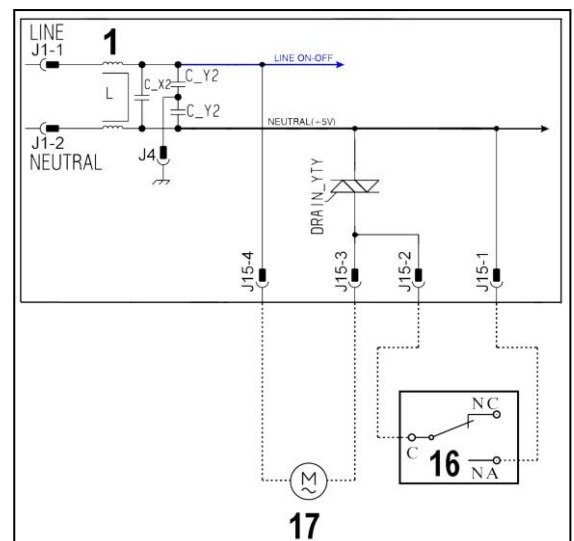 LINE
J1-1
1
LINE ON-OFF
L
C_X2
C_Y2
C_Y2
NEUTRAL(+5V)
J1-2
NEUTRAL
J4
DRAIN_YTY
J15-4
J15-3
J15-2
J15-1
NC
C
16
NA
M
17